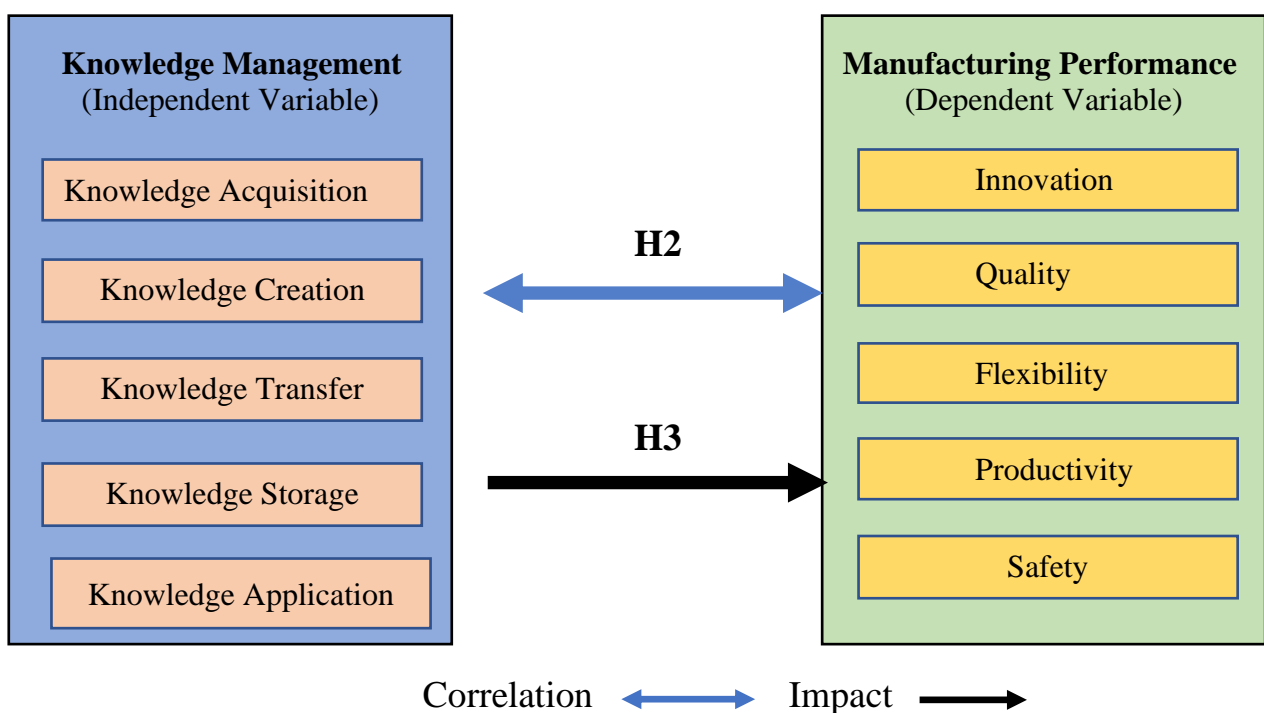 Knowledge Management
(Independent Variable)
Knowledge Acquisition
Knowledge Creation
Knowledge Transfer
Knowledge Storage
Knowledge Application
H2
H3
Manufacturing Performance
(Dependent Variable)
Innovation
Quality
Flexibility
Productivity
Safety
Correlation
Impact